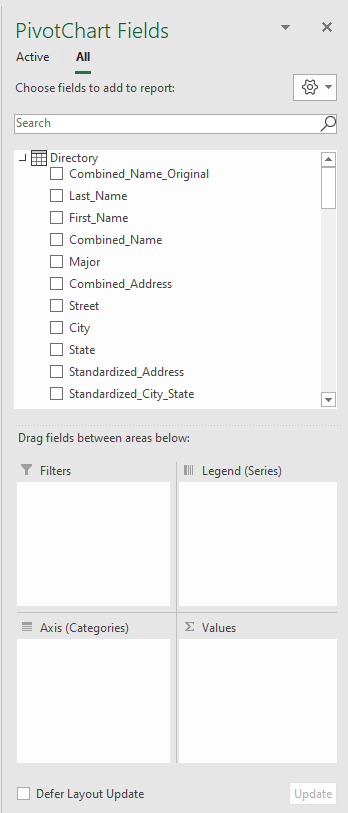 PivotChart Fields
Active All
Choose fields to add to report:
Search
Directory
Combined_Name_Original
Last_Name
First_Name
Combined_Name
Major
Combined_Address
Street
City
State
Standardized_Address
Standardized_City_State
Drag fields between areas below:
Filters
Legend (Series)
Axis (Categories)
Values
Defer Layout Update
Update